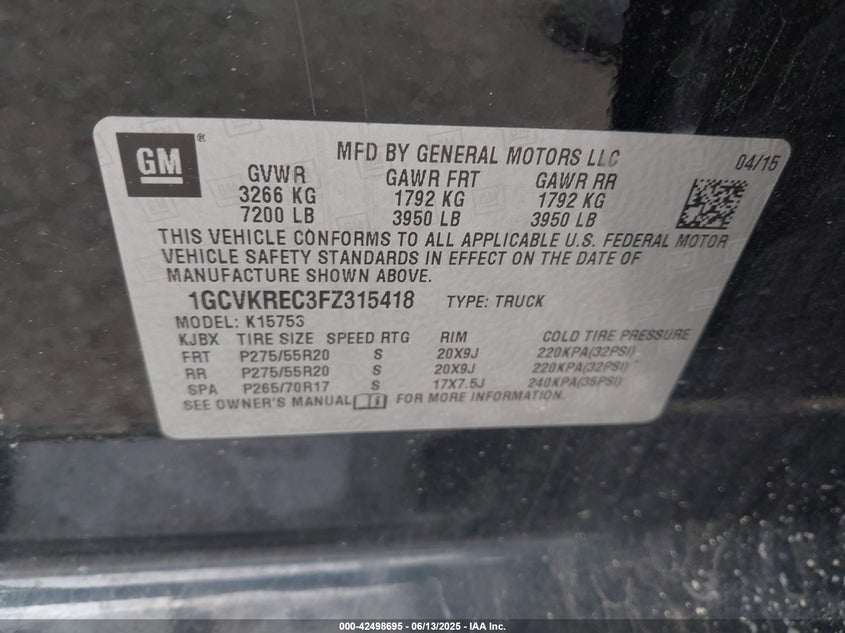 GM ®
MFD BY GENERAL MOTORS LLC 04/15
GVWR GAWR FRT GAWR RR
3266 KG 1792 KG 1792 KG
7200 LB 3950 LB 3950 LB
THIS VEHICLE CONFORMS TO ALL APPLICABLE U.S. FEDERAL MOTOR
VEHICLE SAFETY STANDARDS IN EFFECT ON THE DATE OF
MANUFACTURE SHOWN ABOVE.
1GCVKREC3FZ315418 TYPE: TRUCK
MODEL: K15753
KJBX TIRE SIZE SPEED RTG RIM COLD TIRE PRESSURE
FRT P275/55R20 S 20X9J 220KPA(32PSI)
RR P275/55R20 S 20X9J 220KPA(32PSI)
SPA P265/70R17 S 17X7.5J 240KPA(35PSI)
SEE OWNER'S MANUAL FOR MORE INFORMATION.
000-42498695 - 06/13/2025 - IAA Inc.